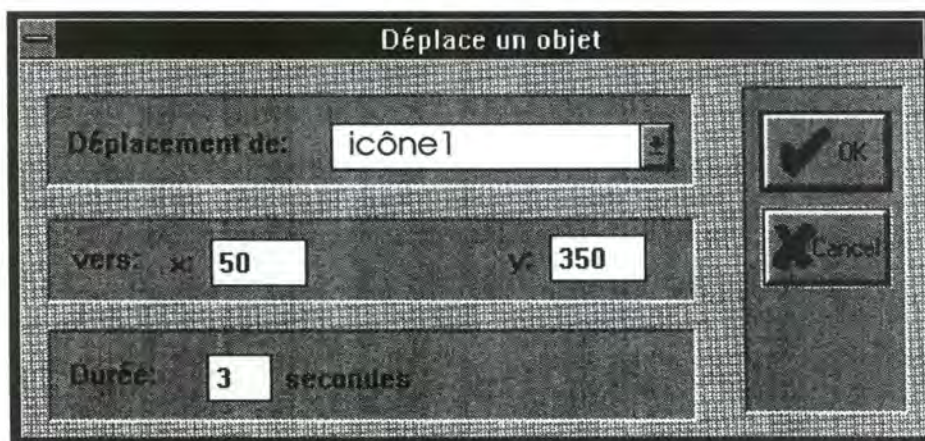 Déplace un objet
Déplacement de: icône1
vers: x: 50 y: 350
Durée: 3 secondes
OK
Cancel